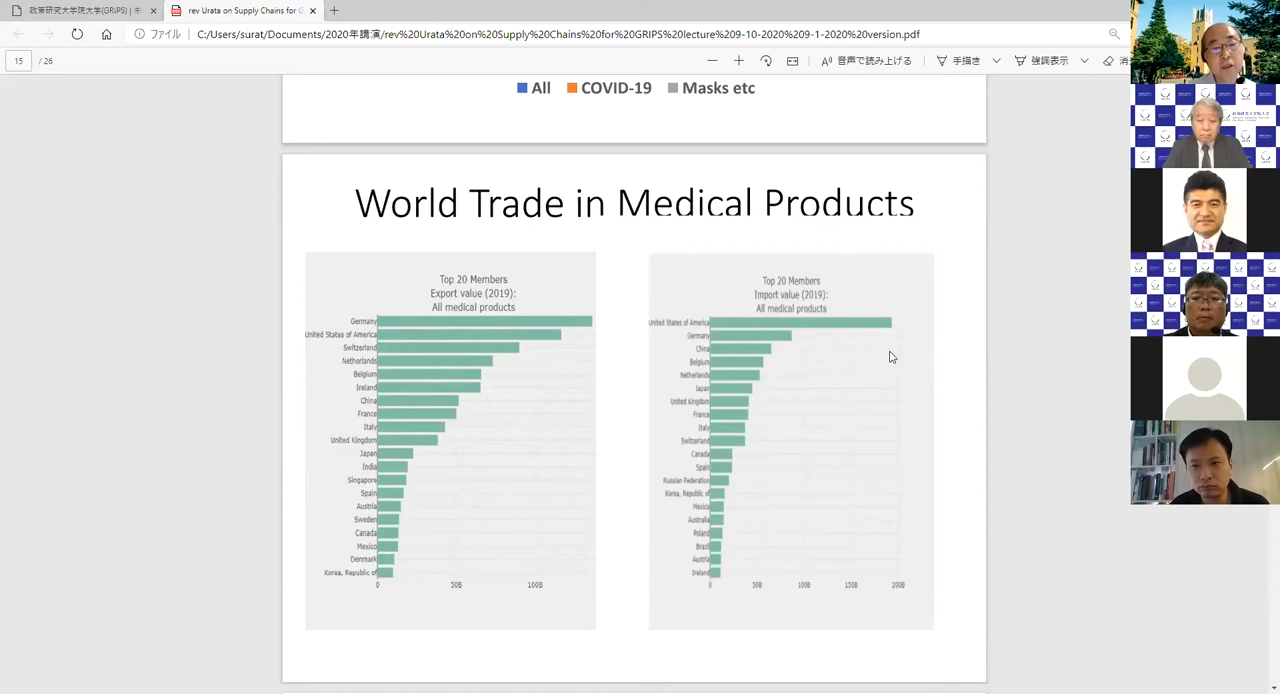 政策研究大学院大学(GRIPS) |
rev Urata on Supply Chains for G
ファイル
C:/Users/surat/Documents/2020年講演/rev%20Urata%20on%20Supply%20Chains%20for%20GRIPS%20lecture%209-10-2020%209-1-2020%20version.pdf
15 / 26
音声で読み上げる
手描き
強調表示
All COVID-19 Masks etc
World Trade in Medical Products
Top 20 Members
Export value (2019):
All medical products
Germany
United States of America
Switzerland
Netherlands
Belgium
Ireland
China
France
Italy
United Kingdom
Japan
India
Singapore
Spain
Austria
Sweden
Canada
Mexico
Denmark
Korea, Republic of
0 50B 100B
Top 20 Members
Import value (2019):
All medical products
United States of America
Germany
China
Belgium
Netherlands
Japan
United Kingdom
France
Italy
Switzerland
Canada
Spain
Russian Federation
Korea, Republic of
Mexico
Australia
Poland
Brazil
Austria
Ireland
0 50B 100B 150B 200B